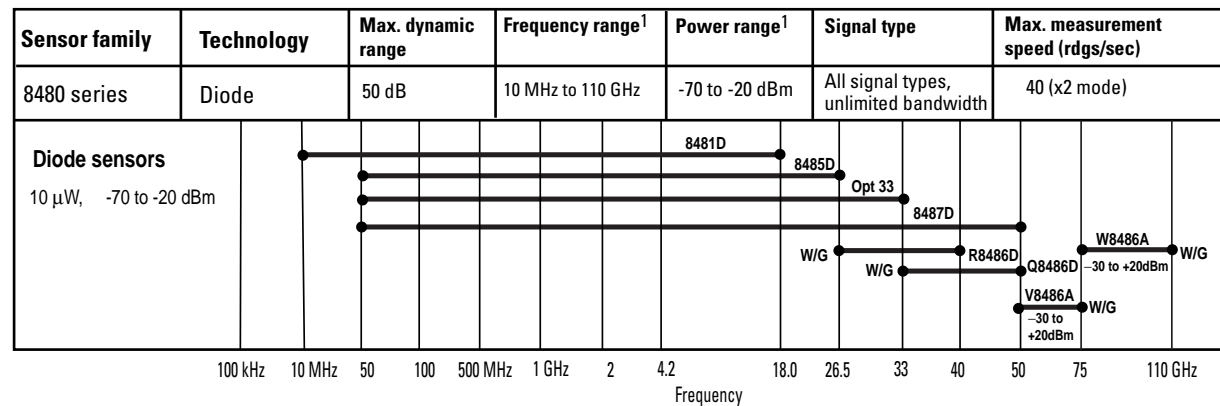 Sensor family Technology Max. dynamic range Frequency range1 Power range1 Signal type Max. measurement speed (rdgs/sec)
8480 series Diode 50 dB 10 MHz to 110 GHz -70 to -20 dBm All signal types, unlimited bandwidth 40 (x2 mode)
Diode sensors
10 μW, -70 to -20 dBm
8481D
8485D
Opt 33
8487D
W/G R8486D
W8486A W/G
–30 to +20dBm
W/G Q8486D
V8486A W/G
–30 to
+20dBm
100 kHz 10 MHz 50 100 500 MHz 1 GHz 2 4.2 18.0 26.5 33 40 50 75 110 GHz
Frequency